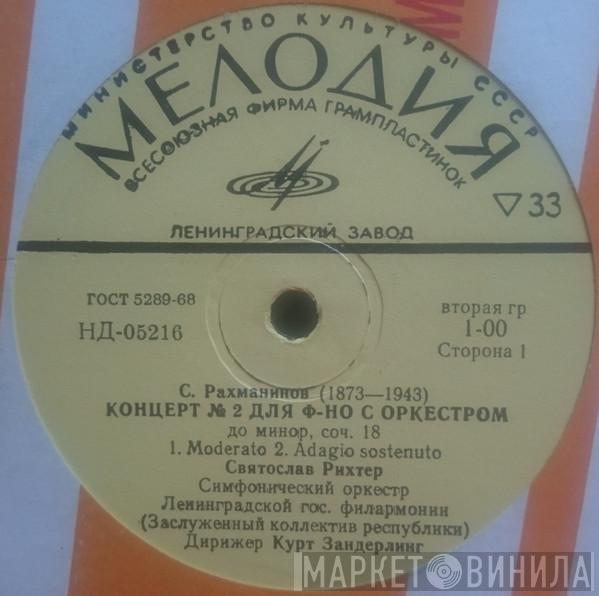 МИНИСТЕРСТВО КУЛЬТУРЫ СССР
МЕЛОДИЯ
ВСЕСОЮЗНАЯ ФИРМА ГРАМПЛАСТИНОК
▽33
ЛЕНИНГРАДСКИЙ ЗАВОД
ГОСТ 5289-68
НД-05216
вторая гр
1-00
Сторона 1
С. Рахманинов (1873—1943)
КОНЦЕРТ № 2 ДЛЯ Ф-НО С ОРКЕСТРОМ
до минор, соч. 18
1. Moderato 2. Adagio sostenuto
Святослав Рихтер
Симфонический оркестр
Ленинградской гос. филармонии
(Заслуженный коллектив республики)
Дирижер Курт Зандерлинг
МАРКЕТ ВИНИЛА